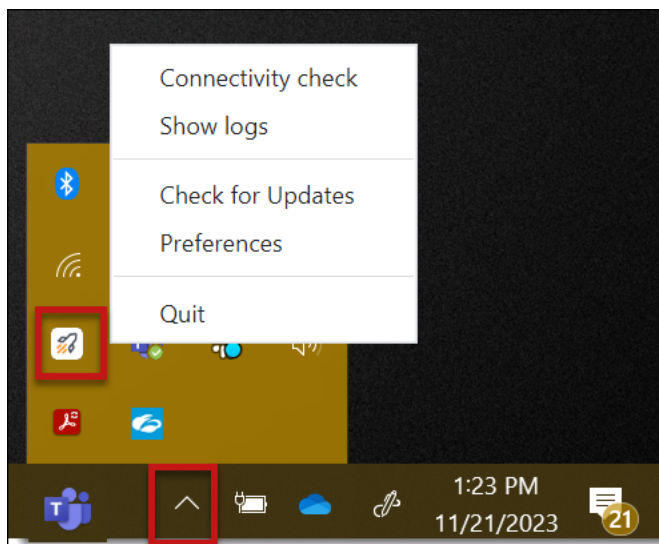 Connectivity check
Show logs
Check for Updates
Preferences
Quit
T
1:23 PM
11/21/2023
21